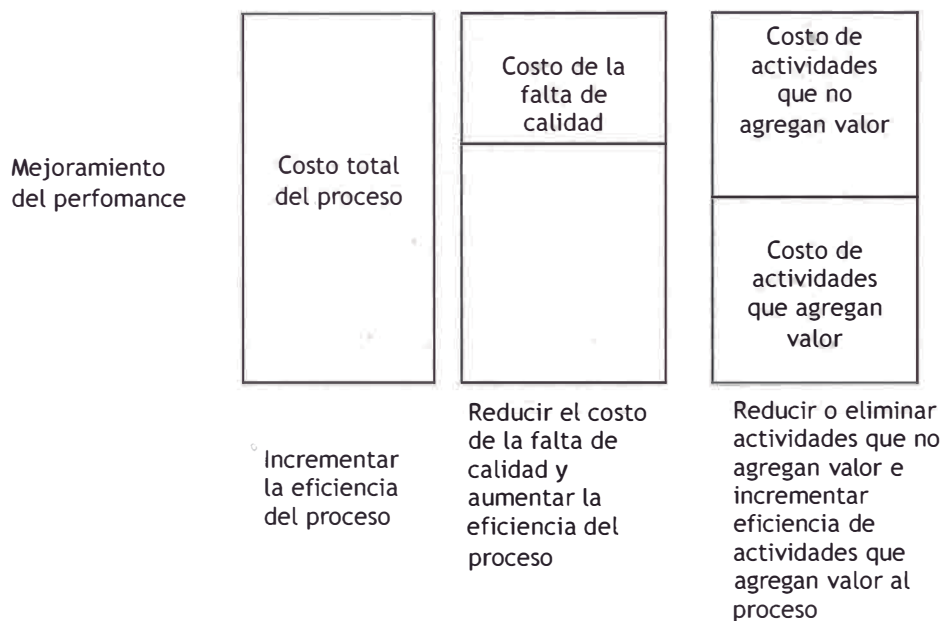 Mejoramiento
del perfomance
Costo total
del proceso
Costo de la
falta de
calidad
Costo de
actividades
que no
agregan valor
Costo de
actividades
que agregan
valor
Incrementar
la eficiencia
del proceso
Reducir el costo
de la falta de
calidad y
aumentar la
eficiencia del
proceso
Reducir o eliminar
actividades que no
agregan valor e
incrementar
eficiencia de
actividades que
agregan valor al
proceso